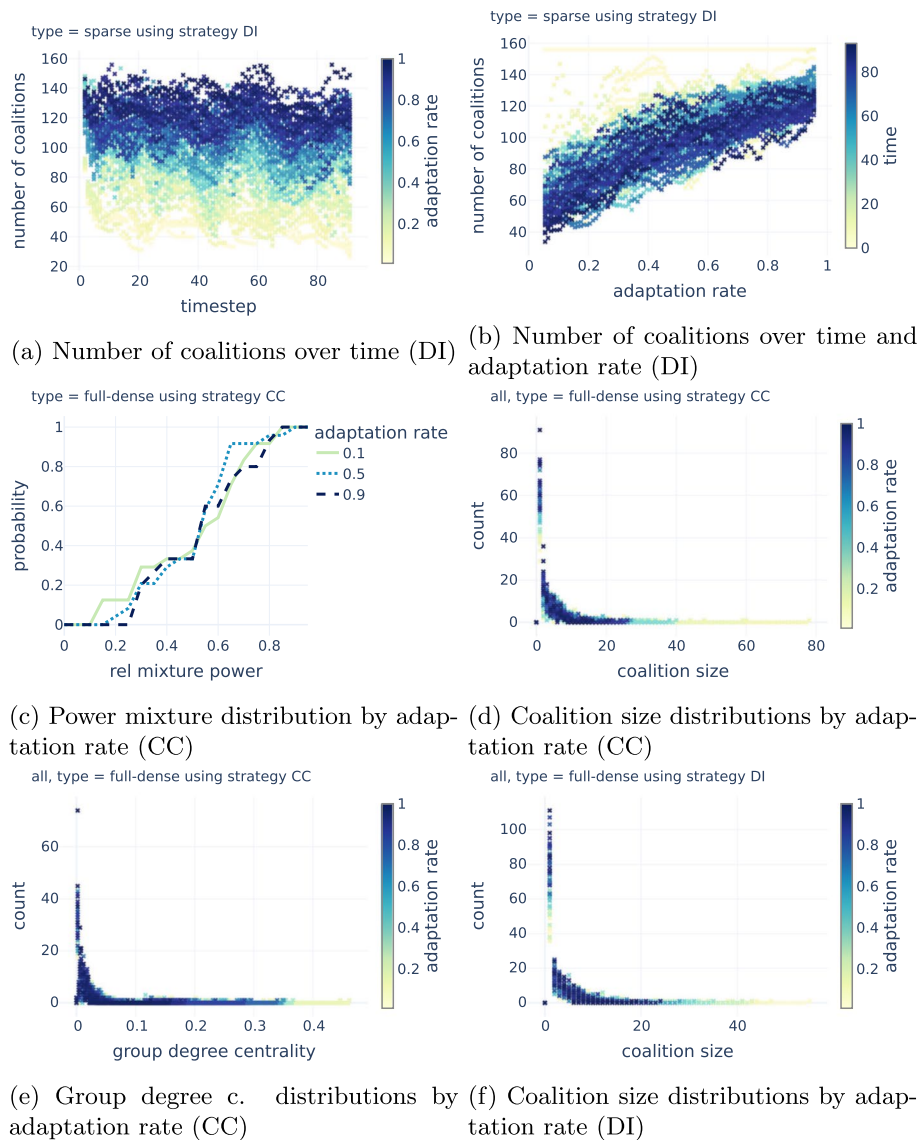 type = sparse using strategy DI
160
140
120
100
80
60
40
20
number of coalitions
0
20
40
60
80
timestep
1
0.8
0.6
0.4
0.2
adaptation rate
(a) Number of coalitions over time (DI)
type = sparse using strategy DI
160
140
120
100
80
60
40
number of coalitions
0
0.2
0.4
0.6
0.8
1
adaptation rate
80
60
40
20
0
time
(b) Number of coalitions over time and
adaptation rate (DI)
type = full-dense using strategy CC
1
0.8
0.6
0.4
0.2
0
probability
0
0.2
0.4
0.6
0.8
rel mixture power
adaptation rate
0.1
0.5
0.9
(c) Power mixture distribution by adap-
tation rate (CC)
all, type = full-dense using strategy CC
80
60
40
20
0
count
0
20
40
60
80
coalition size
1
0.8
0.6
0.4
0.2
adaptation rate
(d) Coalition size distributions by adap-
tation rate (CC)
all, type = full-dense using strategy CC
60
40
20
0
count
0
0.1
0.2
0.3
0.4
group degree centrality
1
0.8
0.6
0.4
0.2
adaptation rate
(e) Group degree c. distributions by
adaptation rate (CC)
all, type = full-dense using strategy DI
100
80
60
40
20
0
count
0
20
40
coalition size
1
0.8
0.6
0.4
0.2
adaptation rate
(f) Coalition size distributions by adap-
tation rate (DI)